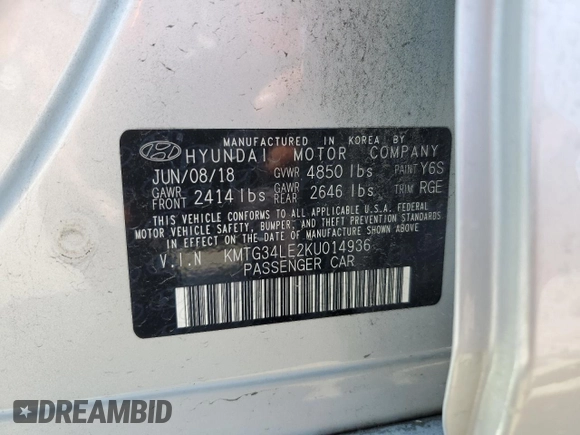 MANUFACTURED IN KOREA BY
HYUNDAI MOTOR COMPANY
JUN/08/18 GVWR 4850 lbs PAINT Y6S
GAWR FRONT 2414 lbs GAWR REAR 2646 lbs TRIM RGE
THIS VEHICLE CONFORMS TO ALL APPLICABLE U.S.A. FEDERAL
MOTOR VEHICLE SAFETY, BUMPER, AND THEFT PREVENTION
STANDARDS IN EFFECT ON THE DATE OF MANUFACTURE SHOWN ABOVE.
V.I.N KMTG34LE2KU014936
PASSENGER CAR
DREAMBID